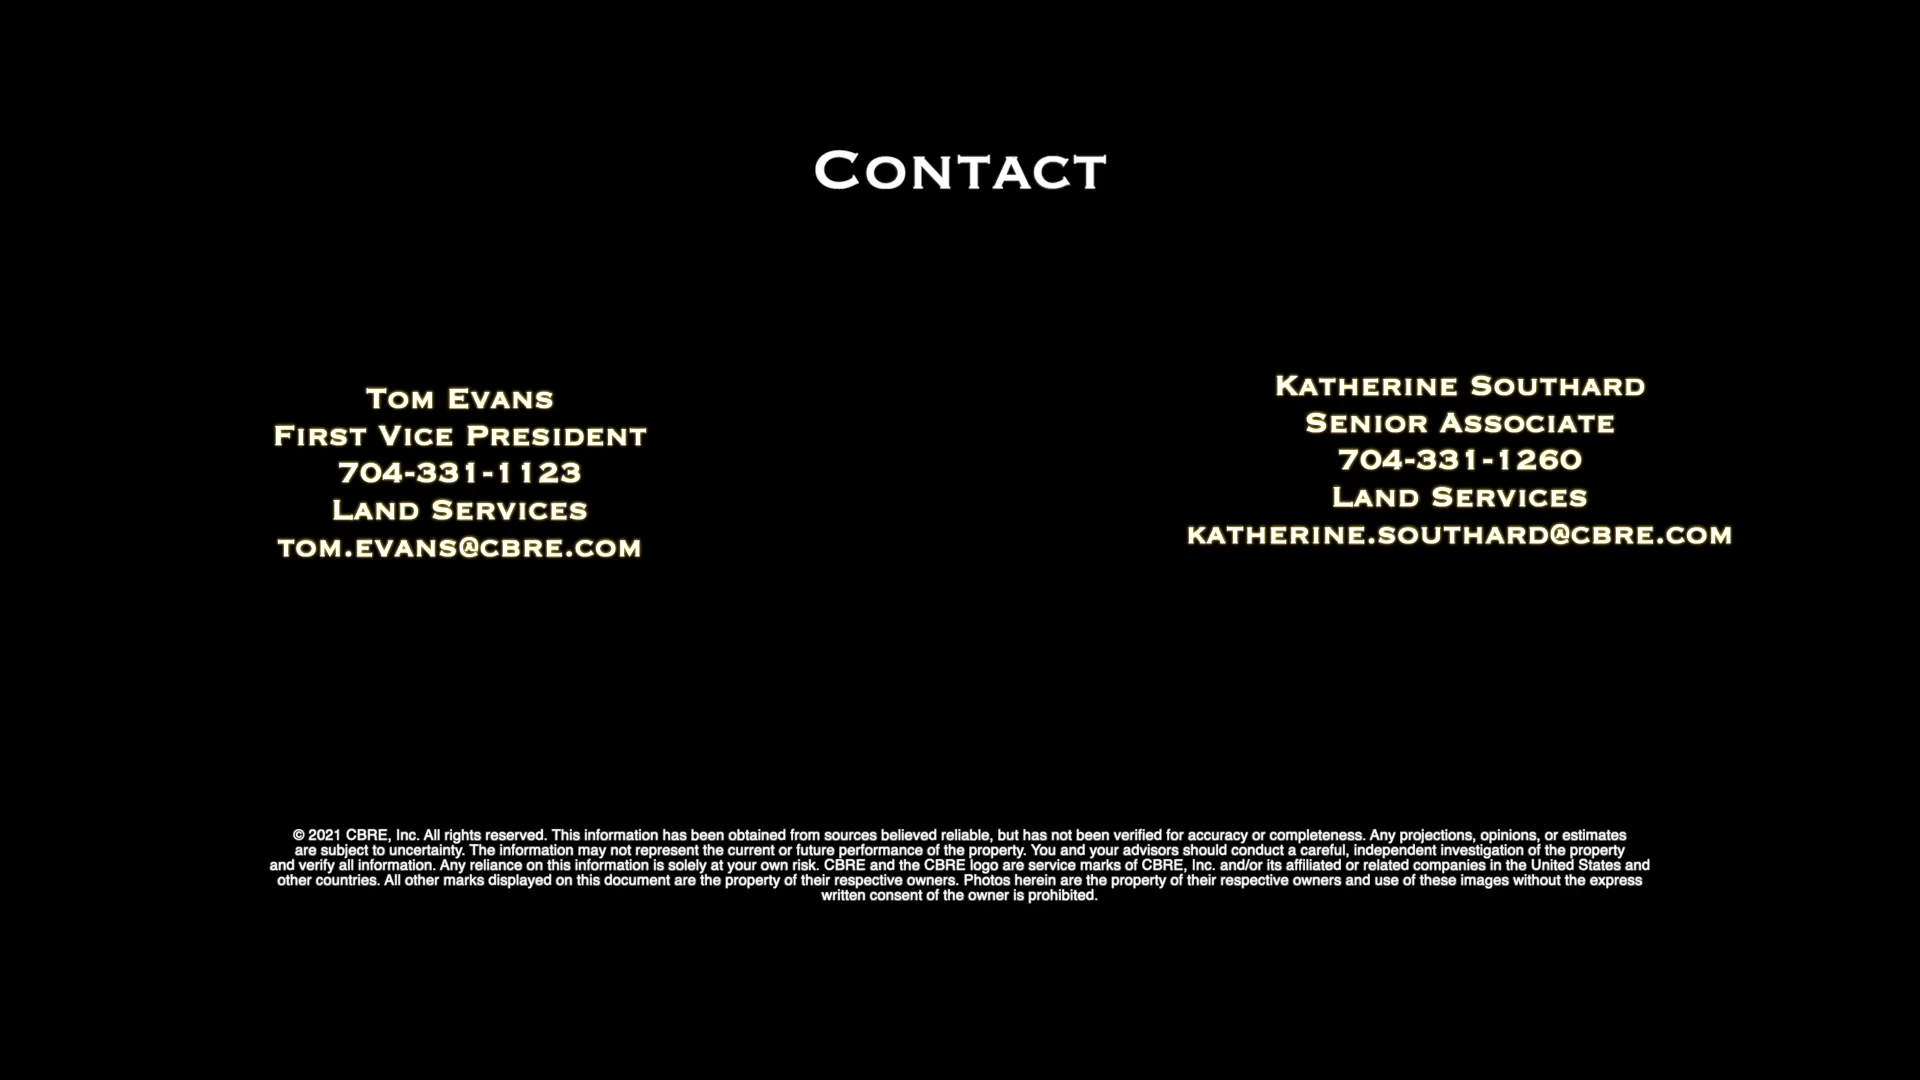 Contact
Tom Evans
First Vice President
704-331-1123
Land Services
tom.evans@cbre.com
Katherine Southard
Senior Associate
704-331-1260
Land Services
katherine.southard@cbre.com
© 2021 CBRE, Inc. All rights reserved. This information has been obtained from sources believed reliable, but has not been verified for accuracy or completeness. Any projections, opinions, or estimates
are subject to uncertainty. The information may not represent the current or future performance of the property. You and your advisors should conduct a careful, independent investigation of the property
and verify all information. Any reliance on this information is solely at your own risk. CBRE and the CBRE logo are service marks of CBRE, Inc. and/or its affiliated or related companies in the United States and
other countries. All other marks displayed on this document are the property of their respective owners. Photos herein are the property of their respective owners and use of these images without the express
written consent of the owner is prohibited.